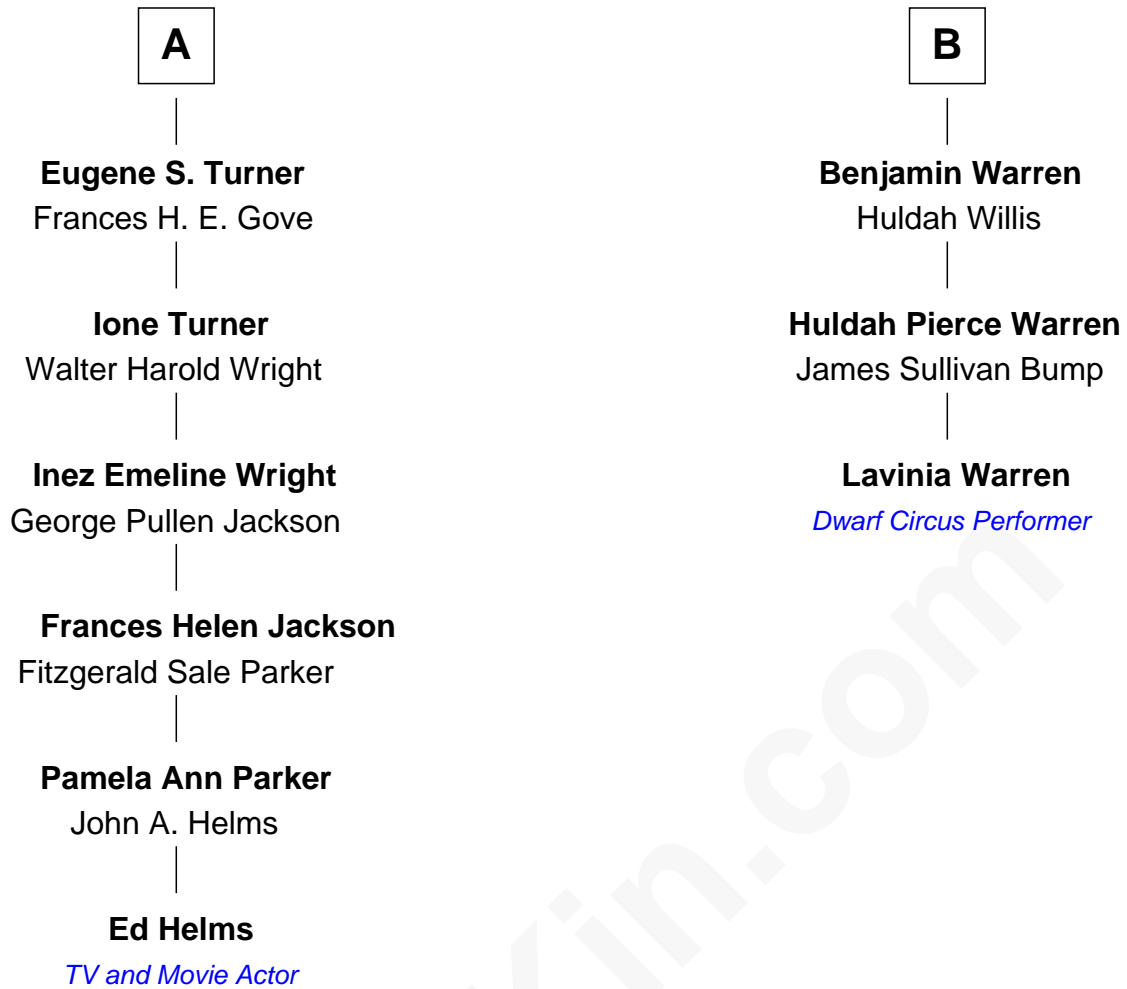 A
Eugene S. Turner
Frances H. E. Gove
Ione Turner
Walter Harold Wright
Inez Emeline Wright
George Pullen Jackson
Frances Helen Jackson
Fitzgerald Sale Parker
Pamela Ann Parker
John A. Helms
Ed Helms
TV and Movie Actor
B
Benjamin Warren
Huldah Willis
Huldah Pierce Warren
James Sullivan Bump
Lavinia Warren
Dwarf Circus Performer
Kin.com